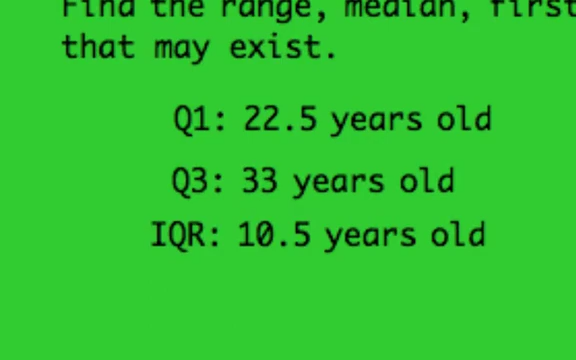 Find the range, median, first
that may exist.
Q1: 22.5 years old
Q3: 33 years old
IQR: 10.5 years old